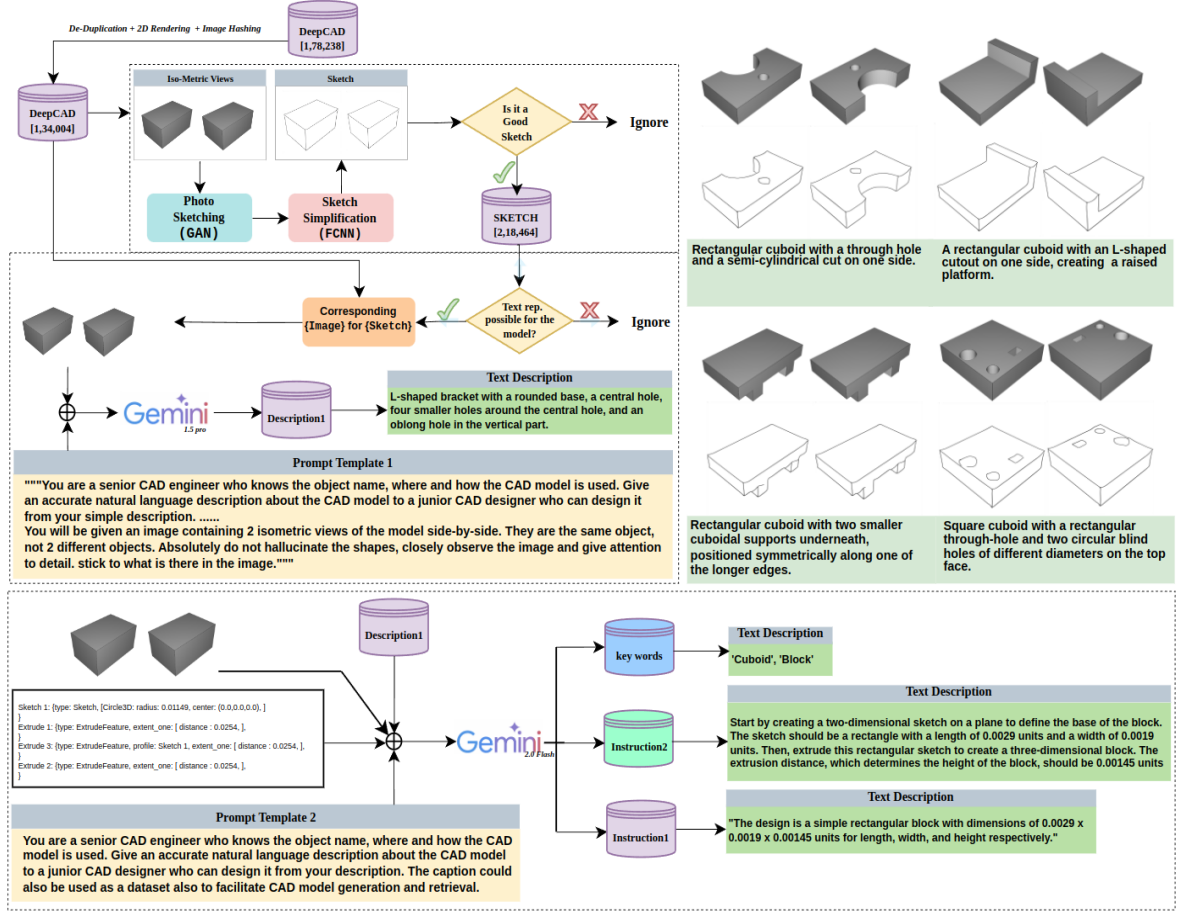 De-Duplication + 2D Rendering + Image Hashing
DeepCAD
[1,78,238]
DeepCAD
[1,34,004]
Iso-Metric Views
Sketch
Is it a
Good
Sketch
Ignore
Photo
Sketching
(GAN)
Sketch
Simplification
(FCNN)
SKETCH
[2,18,464]
Corresponding
{Image} for {Sketch}
Text rep.
possible for the
model?
Ignore
Gemini
1.5 pro
Description1
Text Description
L-shaped bracket with a rounded base, a central hole,
four smaller holes around the central hole, and an
oblong hole in the vertical part.
Prompt Template 1
"""You are a senior CAD engineer who knows the object name, where and how the CAD model is used. Give
an accurate natural language description about the CAD model to a junior CAD designer who can design it
from your simple description. ......
You will be given an image containing 2 isometric views of the model side-by-side. They are the same object,
not 2 different objects. Absolutely do not hallucinate the shapes, closely observe the image and give attention
to detail. stick to what is there in the image."""
Rectangular cuboid with a through hole
and a semi-cylindrical cut on one side.
A rectangular cuboid with an L-shaped
cutout on one side, creating a raised
platform.
Rectangular cuboid with two smaller
cuboidal supports underneath,
positioned symmetrically along one of
the longer edges.
Square cuboid with a rectangular
through-hole and two circular blind
holes of different diameters on the top
face.
Description1
Sketch 1: {type: Sketch, [Circle3D: radius: 0.01149, center: (0.0,0.0,0.0), ]
}
Extrude 1: {type: ExtrudeFeature, extent_one: [ distance : 0.0254, ],
}
Extrude 3: {type: ExtrudeFeature, profile: Sketch 1, extent_one: [ distance : 0.0254, ],
}
Extrude 2: {type: ExtrudeFeature, extent_one: [ distance : 0.0254, ],
}
Gemini
2.0 Flash
Prompt Template 2
You are a senior CAD engineer who knows the object name, where and how the CAD
model is used. Give an accurate natural language description about the CAD model
to a junior CAD designer who can design it from your description. The caption could
also be used as a dataset also to facilitate CAD model generation and retrieval.
key words
Text Description
'Cuboid', 'Block'
Instruction2
Text Description
Start by creating a two-dimensional sketch on a plane to define the base of the block.
The sketch should be a rectangle with a length of 0.0029 units and a width of 0.0019
units. Then, extrude this rectangular sketch to create a three-dimensional block. The
extrusion distance, which determines the height of the block, should be 0.00145 units
Instruction1
Text Description
"The design is a simple rectangular block with dimensions of 0.0029 x
0.0019 x 0.00145 units for length, width, and height respectively."